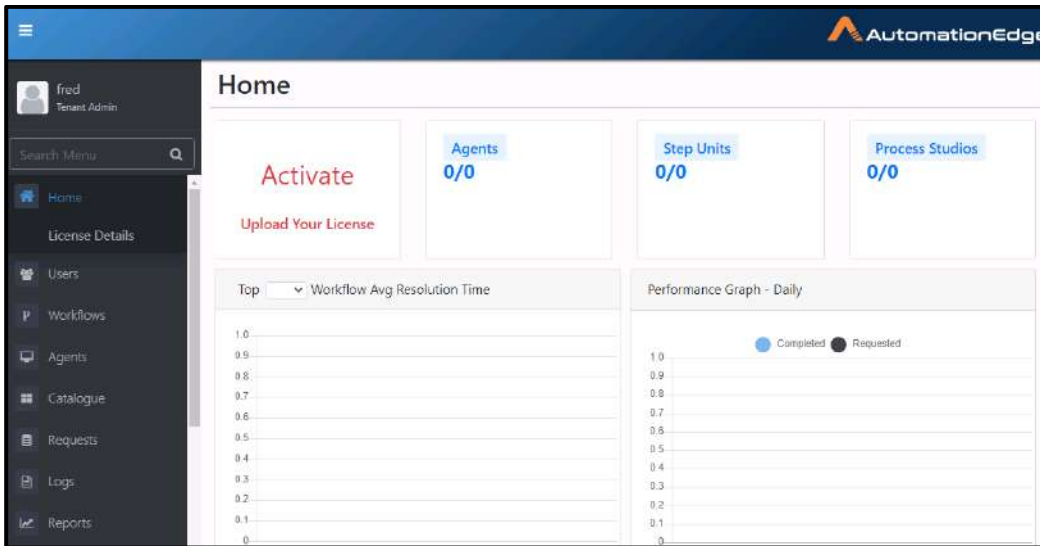 AutomationEdge
fred
Tenant Admin
Search Menu
Home
License Details
Users
Workflows
Agents
Catalogue
Requests
Logs
Reports
Home
Activate
Upload Your License
Agents
0/0
Step Units
0/0
Process Studios
0/0
Top Workflow Avg Resolution Time
1.0
0.9
0.8
0.7
0.6
0.5
0.4
0.3
0.2
0.1
0
Performance Graph - Daily
Completed Requested
1.0
0.9
0.8
0.7
0.6
0.5
0.4
0.3
0.2
0.1
0